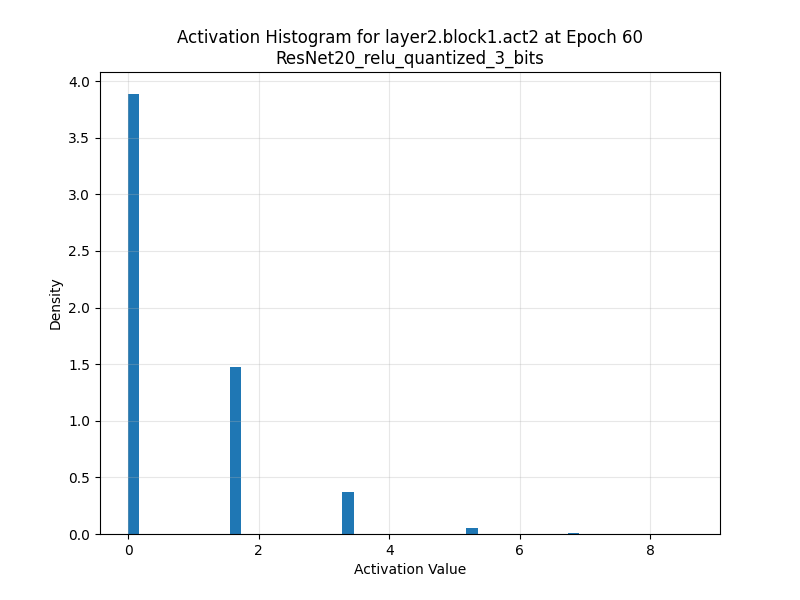 Activation Histogram for layer2.block1.act2 at Epoch 60
ResNet20_relu_quantized_3_bits
4.0
3.5
3.0
2.5
2.0
1.5
1.0
0.5
0.0
Density
0 2 4 6 8
Activation Value